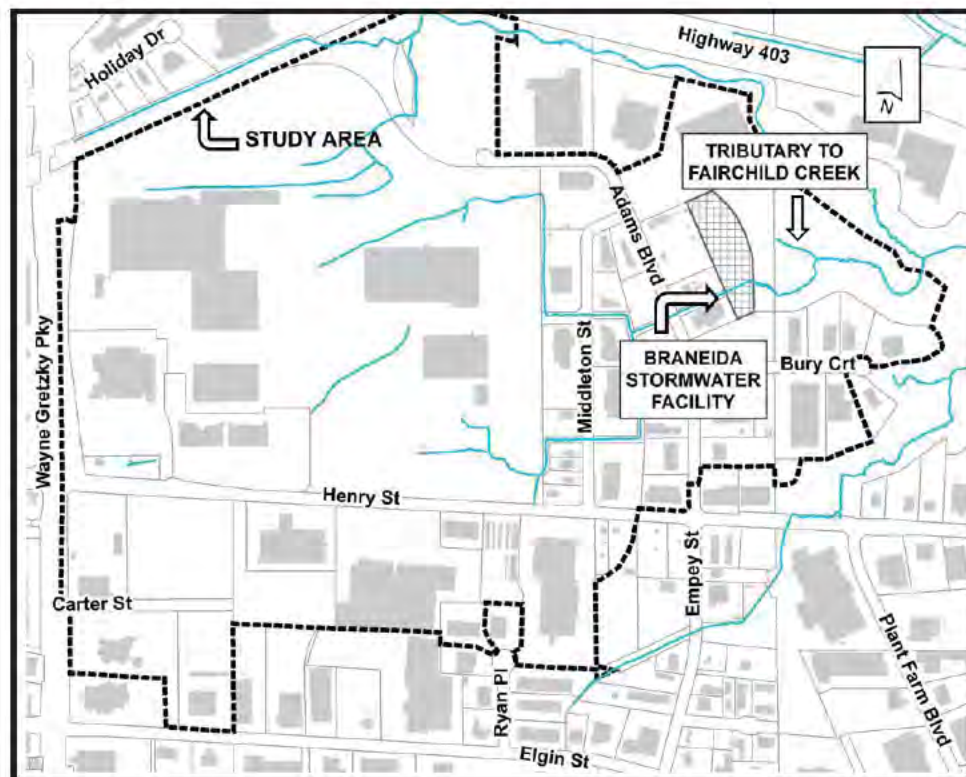 Highway 403
Holiday Dr
N
STUDY AREA
TRIBUTARY TO
FAIRCHILD CREEK
Adams Blvd
Wayne Gretzky Pky
Middleton St
BRANEIDA
STORMWATER
FACILITY
Bury Crt
Henry St
Empey St
Carter St
Plant Farm Blvd
Ryan Pl
Elgin St